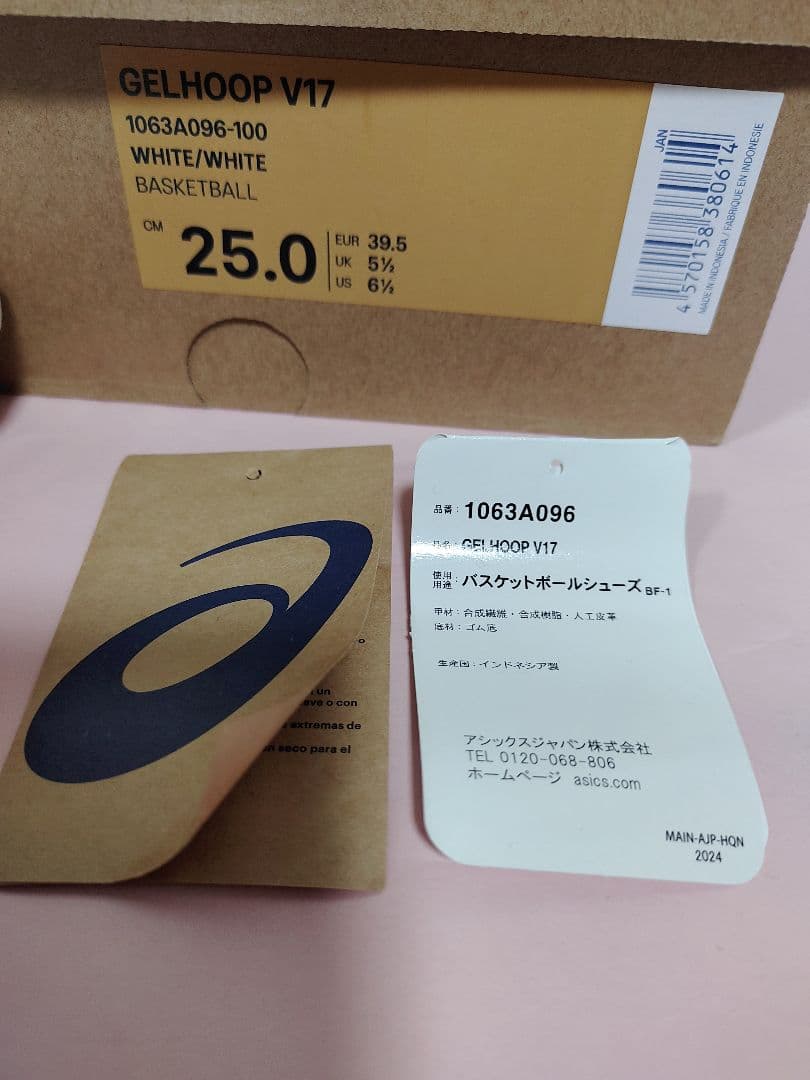 GELHOOP V17
1063A096-100
WHITE/WHITE
BASKETBALL
CM 25.0
EUR 39.5
UK 5½
US 6½
JAN
4 570158 380614
MADE IN INDONESIA / FABRIQUE EN INDONESIE
un
eve o con
extremas de
seco para el
品番: 1063A096
品名: GELHOOP V17
使用用途: バスケットボールシューズ BF-1
甲材: 合成繊維・合成樹脂・人工皮革
底材: ゴム底
生産国: インドネシア製
アシックスジャパン株式会社
TEL 0120-068-806
ホームページ asics.com
MAIN-AJP-HQN
2024